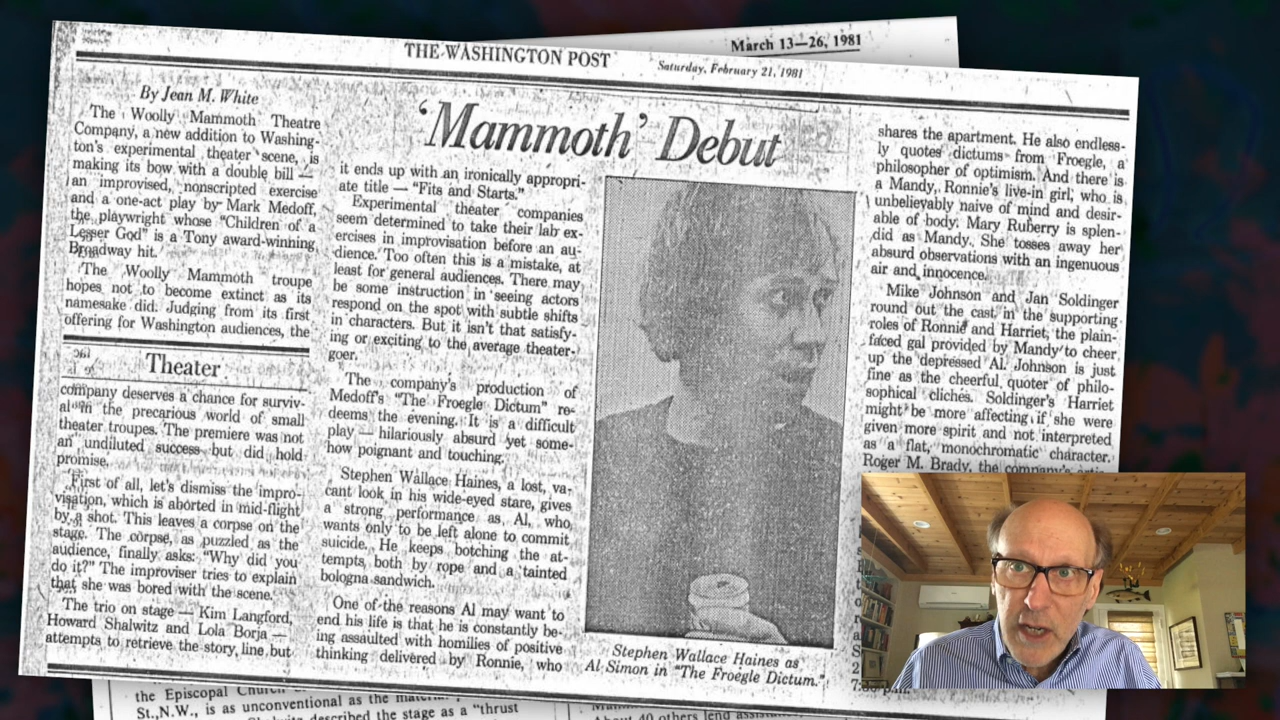 March 13—26, 1981
THE WASHINGTON POST
Saturday, February 21, 1981
By Jean M. White
The Woolly Mammoth Theatre
Company, a new addition to Washing-
ton's experimental theater scene, is
making its bow with a double bill —
an improvised, nonscripted exercise
and a one-act play by Mark Medoff,
the playwright whose "Children of a
Lesser God" is a Tony award-winning
Broadway hit.
The Woolly Mammoth troupe
hopes not to become extinct as its
namesake did. Judging from its first
offering for Washington audiences, the
Theater
company deserves a chance for surviv-
al in the precarious world of small
theater troupes. The premiere was not
an undiluted success but did hold
promise.
First of all, let's dismiss the impro-
visation, which is aborted in mid-flight
by a shot. This leaves a corpse on the
stage. The corpse, as puzzled as the
audience, finally asks: "Why did you
do it?" The improviser tries to explain
that she was bored with the scene.
The trio on stage — Kim Langford,
Howard Shalwitz and Lola Borja —
attempts to retrieve the story line but
'Mammoth' Debut
it ends up with an ironically appropri-
ate title — "Fits and Starts."
Experimental theater companies
seem determined to take their lab ex-
ercises in improvisation before an au-
dience. Too often this is a mistake, at
least for general audiences. There may
be some instruction in seeing actors
respond on the spot with subtle shifts
in characters. But it isn't that satisfy-
ing or exciting to the average theater-
goer.
The company's production of
Medoff's "The Froegle Dictum" re-
deems the evening. It is a difficult
play — hilariously absurd yet some-
how poignant and touching.
Stephen Wallace Haines, a lost, va-
cant look in his wide-eyed stare, gives
a strong performance as Al, who
wants only to be left alone to commit
suicide. He keeps botching the at-
tempts, both by rope and a tainted
bologna sandwich.
One of the reasons Al may want to
end his life is that he is constantly be-
ing assaulted with homilies of positive
thinking delivered by Ronnie, who
Stephen Wallace Haines as
Al Simon in "The Froegle Dictum."
shares the apartment. He also endless-
ly quotes dictums from Froegle, a
philosopher of optimism. And there is
a Mandy, Ronnie's live-in girl, who is
unbelievably naive of mind and desir-
able of body. Mary Ruberry is splen-
did as Mandy. She tosses away her
absurd observations with an ingenuous
air and innocence.
Mike Johnson and Jan Soldinger
round out the cast in the supporting
roles of Ronnie and Harriet, the plain-
faced gal provided by Mandy to cheer
up the depressed Al. Johnson is just
fine as the cheerful quoter of philo-
sophical clichés. Soldinger's Harriet
might be more affecting if she were
given more spirit and not interpreted
as a flat, monochromatic character.
Roger M. Brady, the company's
the Episcopal Church
St., N.W., is as unconventional as the
described the stage as a "thrust
About 40 others lend